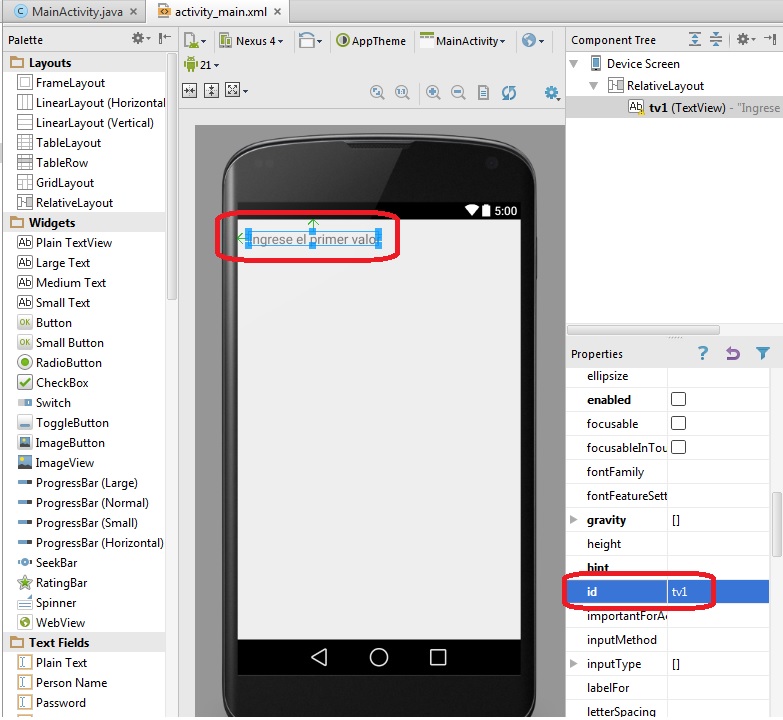 MainActivity.java
activity_main.xml
Palette
Layouts
FrameLayout
LinearLayout (Horizontal
LinearLayout (Vertical)
TableLayout
TableRow
GridLayout
RelativeLayout
Widgets
Plain TextView
Large Text
Medium Text
Small Text
Button
Small Button
RadioButton
CheckBox
Switch
ToggleButton
ImageButton
ImageView
ProgressBar (Large)
ProgressBar (Normal)
ProgressBar (Small)
ProgressBar (Horizontal)
SeekBar
RatingBar
Spinner
WebView
Text Fields
Plain Text
Person Name
Password
Nexus 4
AppTheme
MainActivity
21
5:00
Ingrese el primer valor
Component Tree
Device Screen
RelativeLayout
Ab tv1 (TextView) - "Ingrese
Properties
ellipsize
enabled
focusable
focusableInTou
fontFamily
fontFeatureSett
gravity []
height
hint
id tv1
importantForAc
inputMethod
inputType []
labelFor
letterSpacing